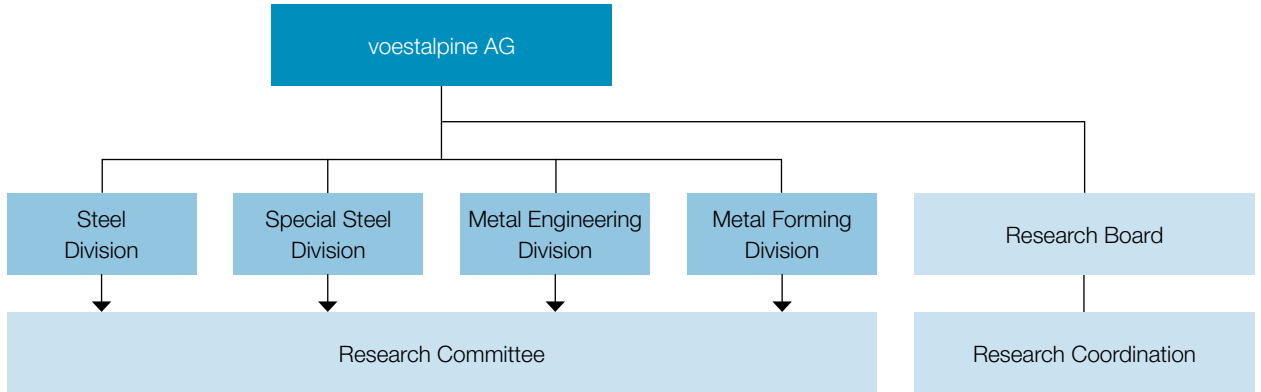 voestalpine AG
Steel
Division
Special Steel
Division
Metal Engineering
Division
Metal Forming
Division
Research Board
Research Committee
Research Coordination